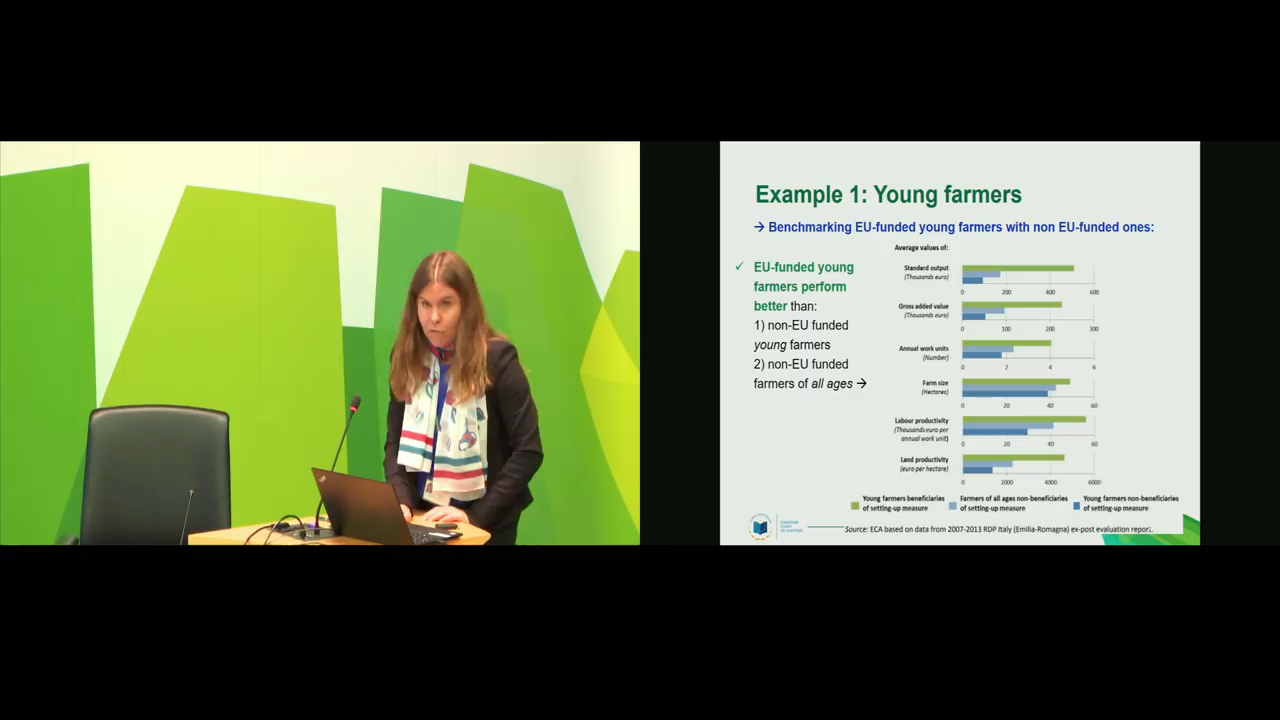 Example 1: Young farmers
→ Benchmarking EU-funded young farmers with non EU-funded ones:
✓ EU-funded young
farmers perform
better than:
1) non-EU funded
young farmers
2) non-EU funded
farmers of all ages →
Average values of:
Standard output
(Thousands euro)
0 200 400 600
Gross added value
(Thousands euro)
0 100 200 300
Annual work units
(Number)
0 2 4 6
Farm size
(Hectares)
0 20 40 60
Labour productivity
(Thousands euro per
annual work unit)
0 20 40 60
Land productivity
(euro per hectare)
0 2000 4000 6000
Young farmers beneficiaries
of setting-up measure
Farmers of all ages non-beneficiaries
of setting-up measure
Young farmers non-beneficiaries
of setting-up measure
EUROPEAN
COURT
OF AUDITORS
Source: ECA based on data from 2007-2013 RDP Italy (Emilia-Romagna) ex-post evaluation report.